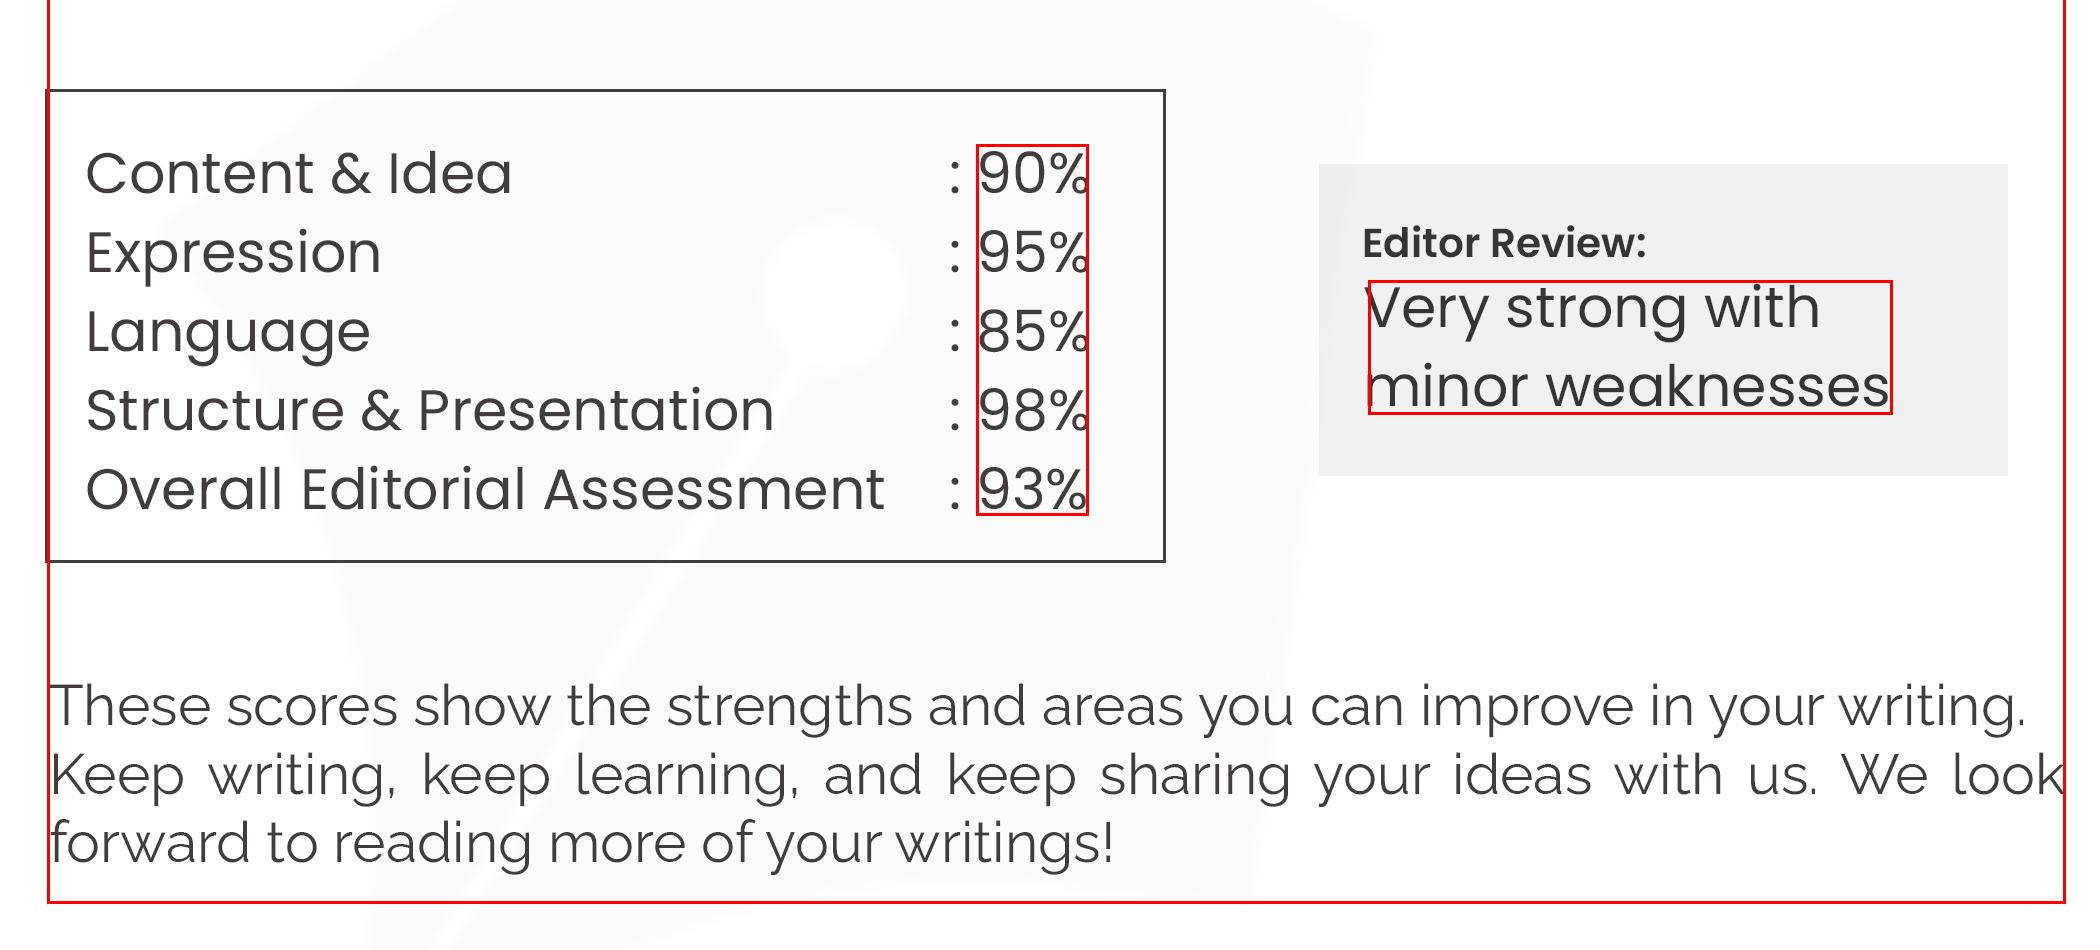 Content & Idea : 90%
Expression : 95%
Language : 85%
Structure & Presentation : 98%
Overall Editorial Assessment : 93%
Editor Review:
Very strong with
minor weaknesses
These scores show the strengths and areas you can improve in your writing.
Keep writing, keep learning, and keep sharing your ideas with us. We look
forward to reading more of your writings!